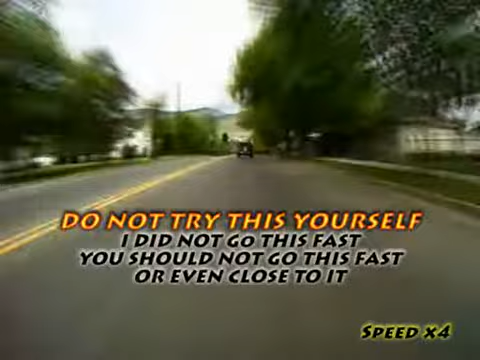 DO NOT TRY THIS YOURSELF
I DID NOT GO THIS FAST
YOU SHOULD NOT GO THIS FAST
OR EVEN CLOSE TO IT
SPEED X4